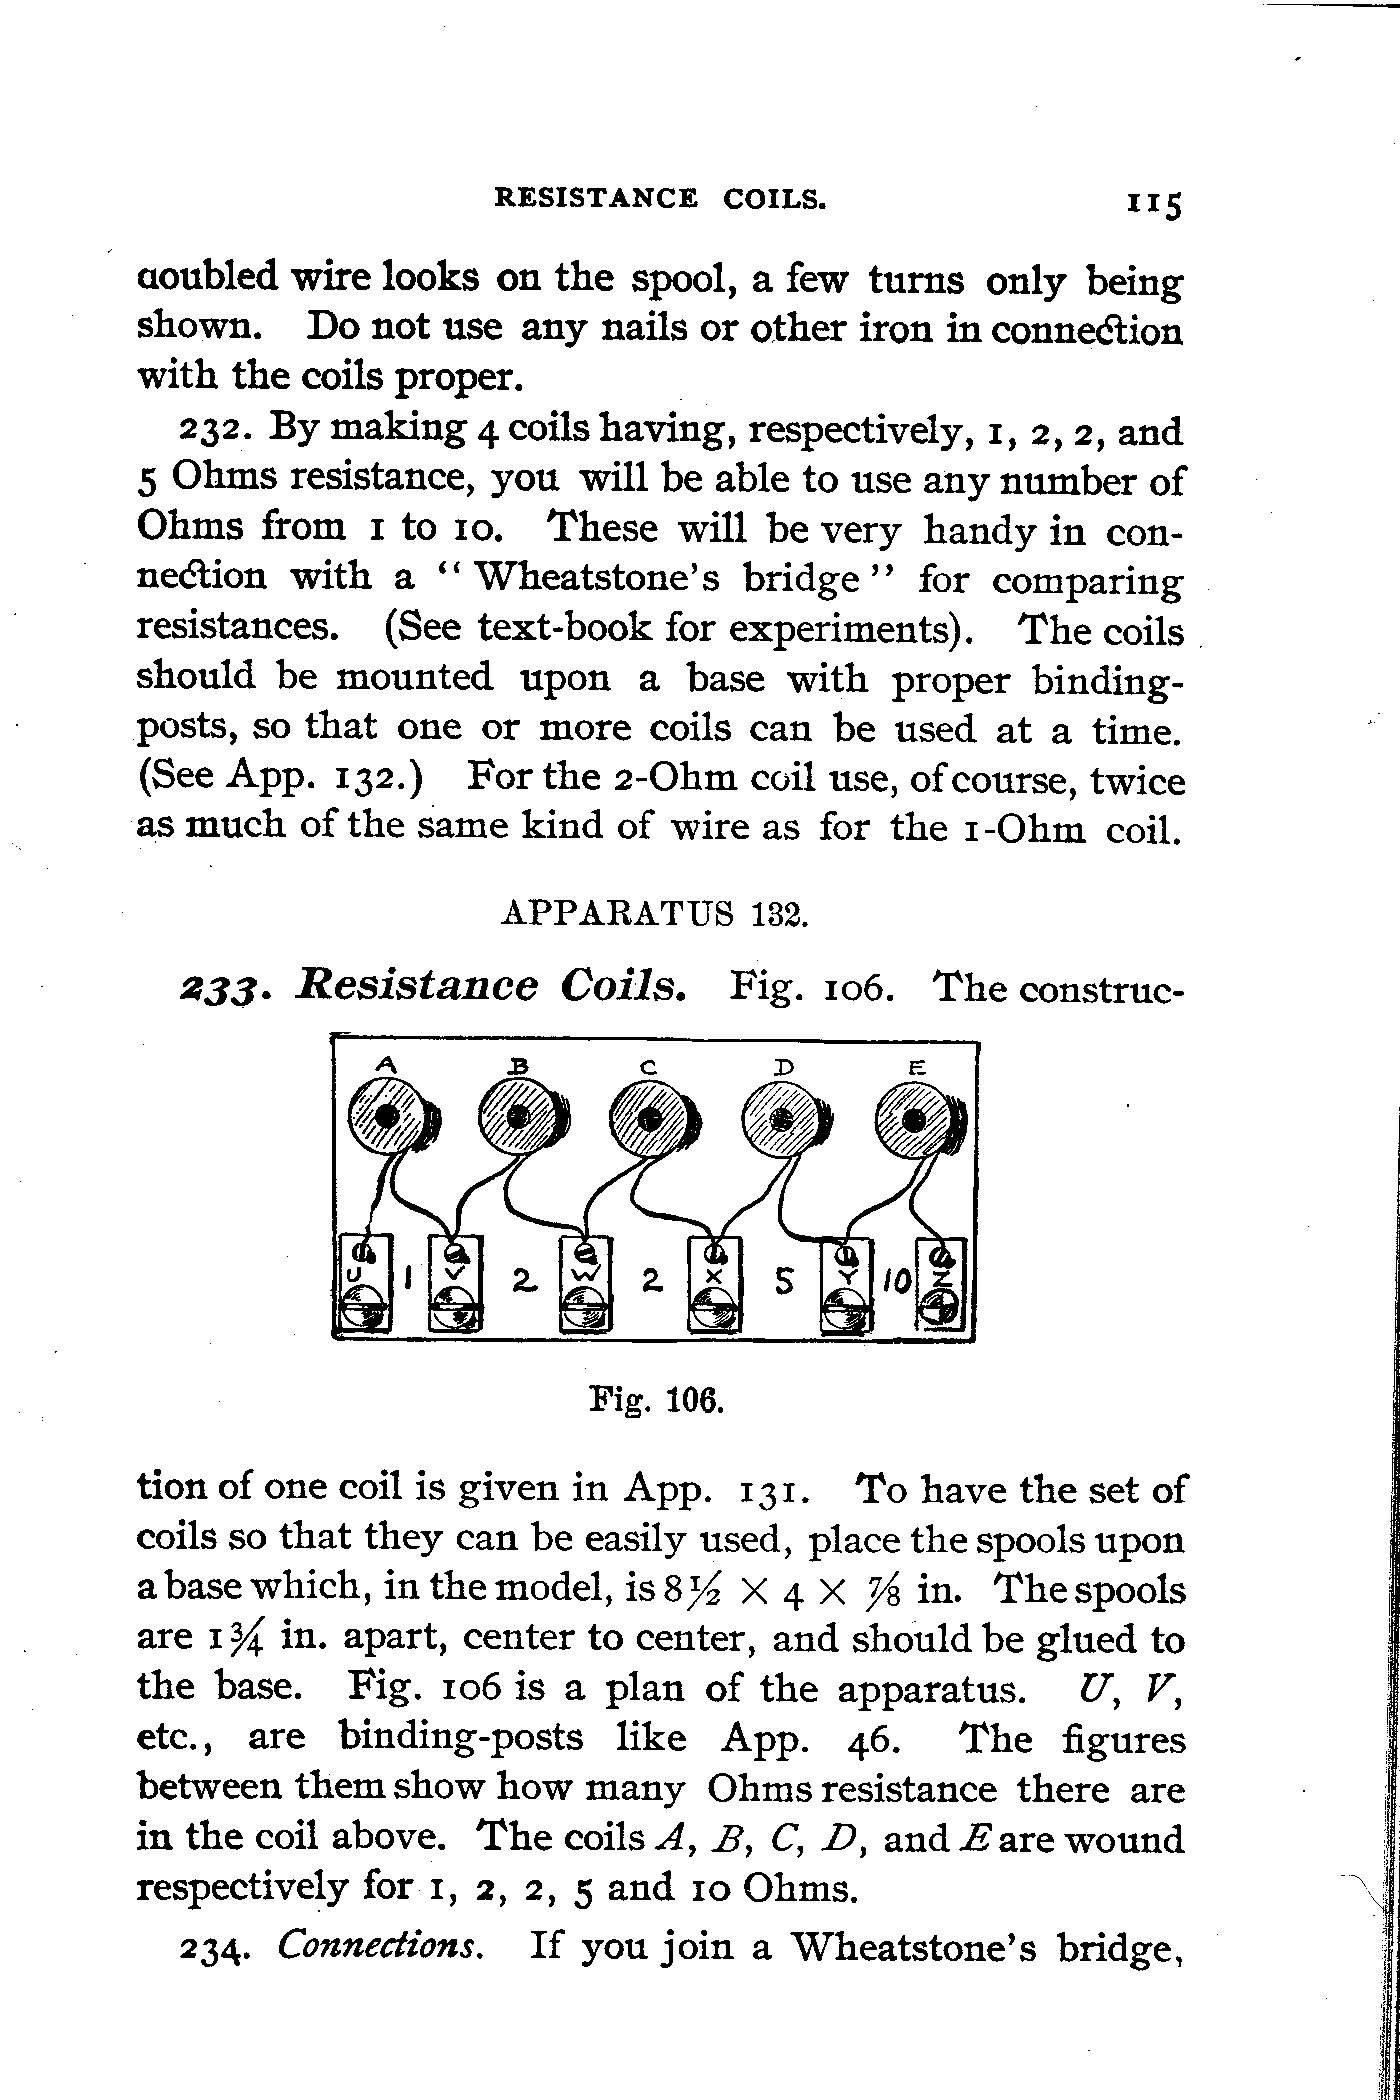 RESISTANCE COILS. 115
doubled wire looks on the spool, a few turns only being
shown. Do not use any nails or other iron in connection
with the coils proper.
232. By making 4 coils having, respectively, 1, 2, 2, and
5 Ohms resistance, you will be able to use any number of
Ohms from 1 to 10. These will be very handy in con-
nection with a “Wheatstone’s bridge” for comparing
resistances. (See text-book for experiments). The coils
should be mounted upon a base with proper binding-
posts, so that one or more coils can be used at a time.
(See App. 132.) For the 2-Ohm coil use, of course, twice
as much of the same kind of wire as for the 1-Ohm coil.
APPARATUS 132.
233. Resistance Coils. Fig. 106. The construc-
A B C D E
U 1 V 2 W 2 X 5 Y 10 Z
Fig. 106.
tion of one coil is given in App. 131. To have the set of
coils so that they can be easily used, place the spools upon
a base which, in the model, is 8½ × 4 × ⅞ in. The spools
are 1¾ in. apart, center to center, and should be glued to
the base. Fig. 106 is a plan of the apparatus. U, V,
etc., are binding-posts like App. 46. The figures
between them show how many Ohms resistance there are
in the coil above. The coils A, B, C, D, and E are wound
respectively for 1, 2, 2, 5 and 10 Ohms.
234. Connections. If you join a Wheatstone’s bridge,